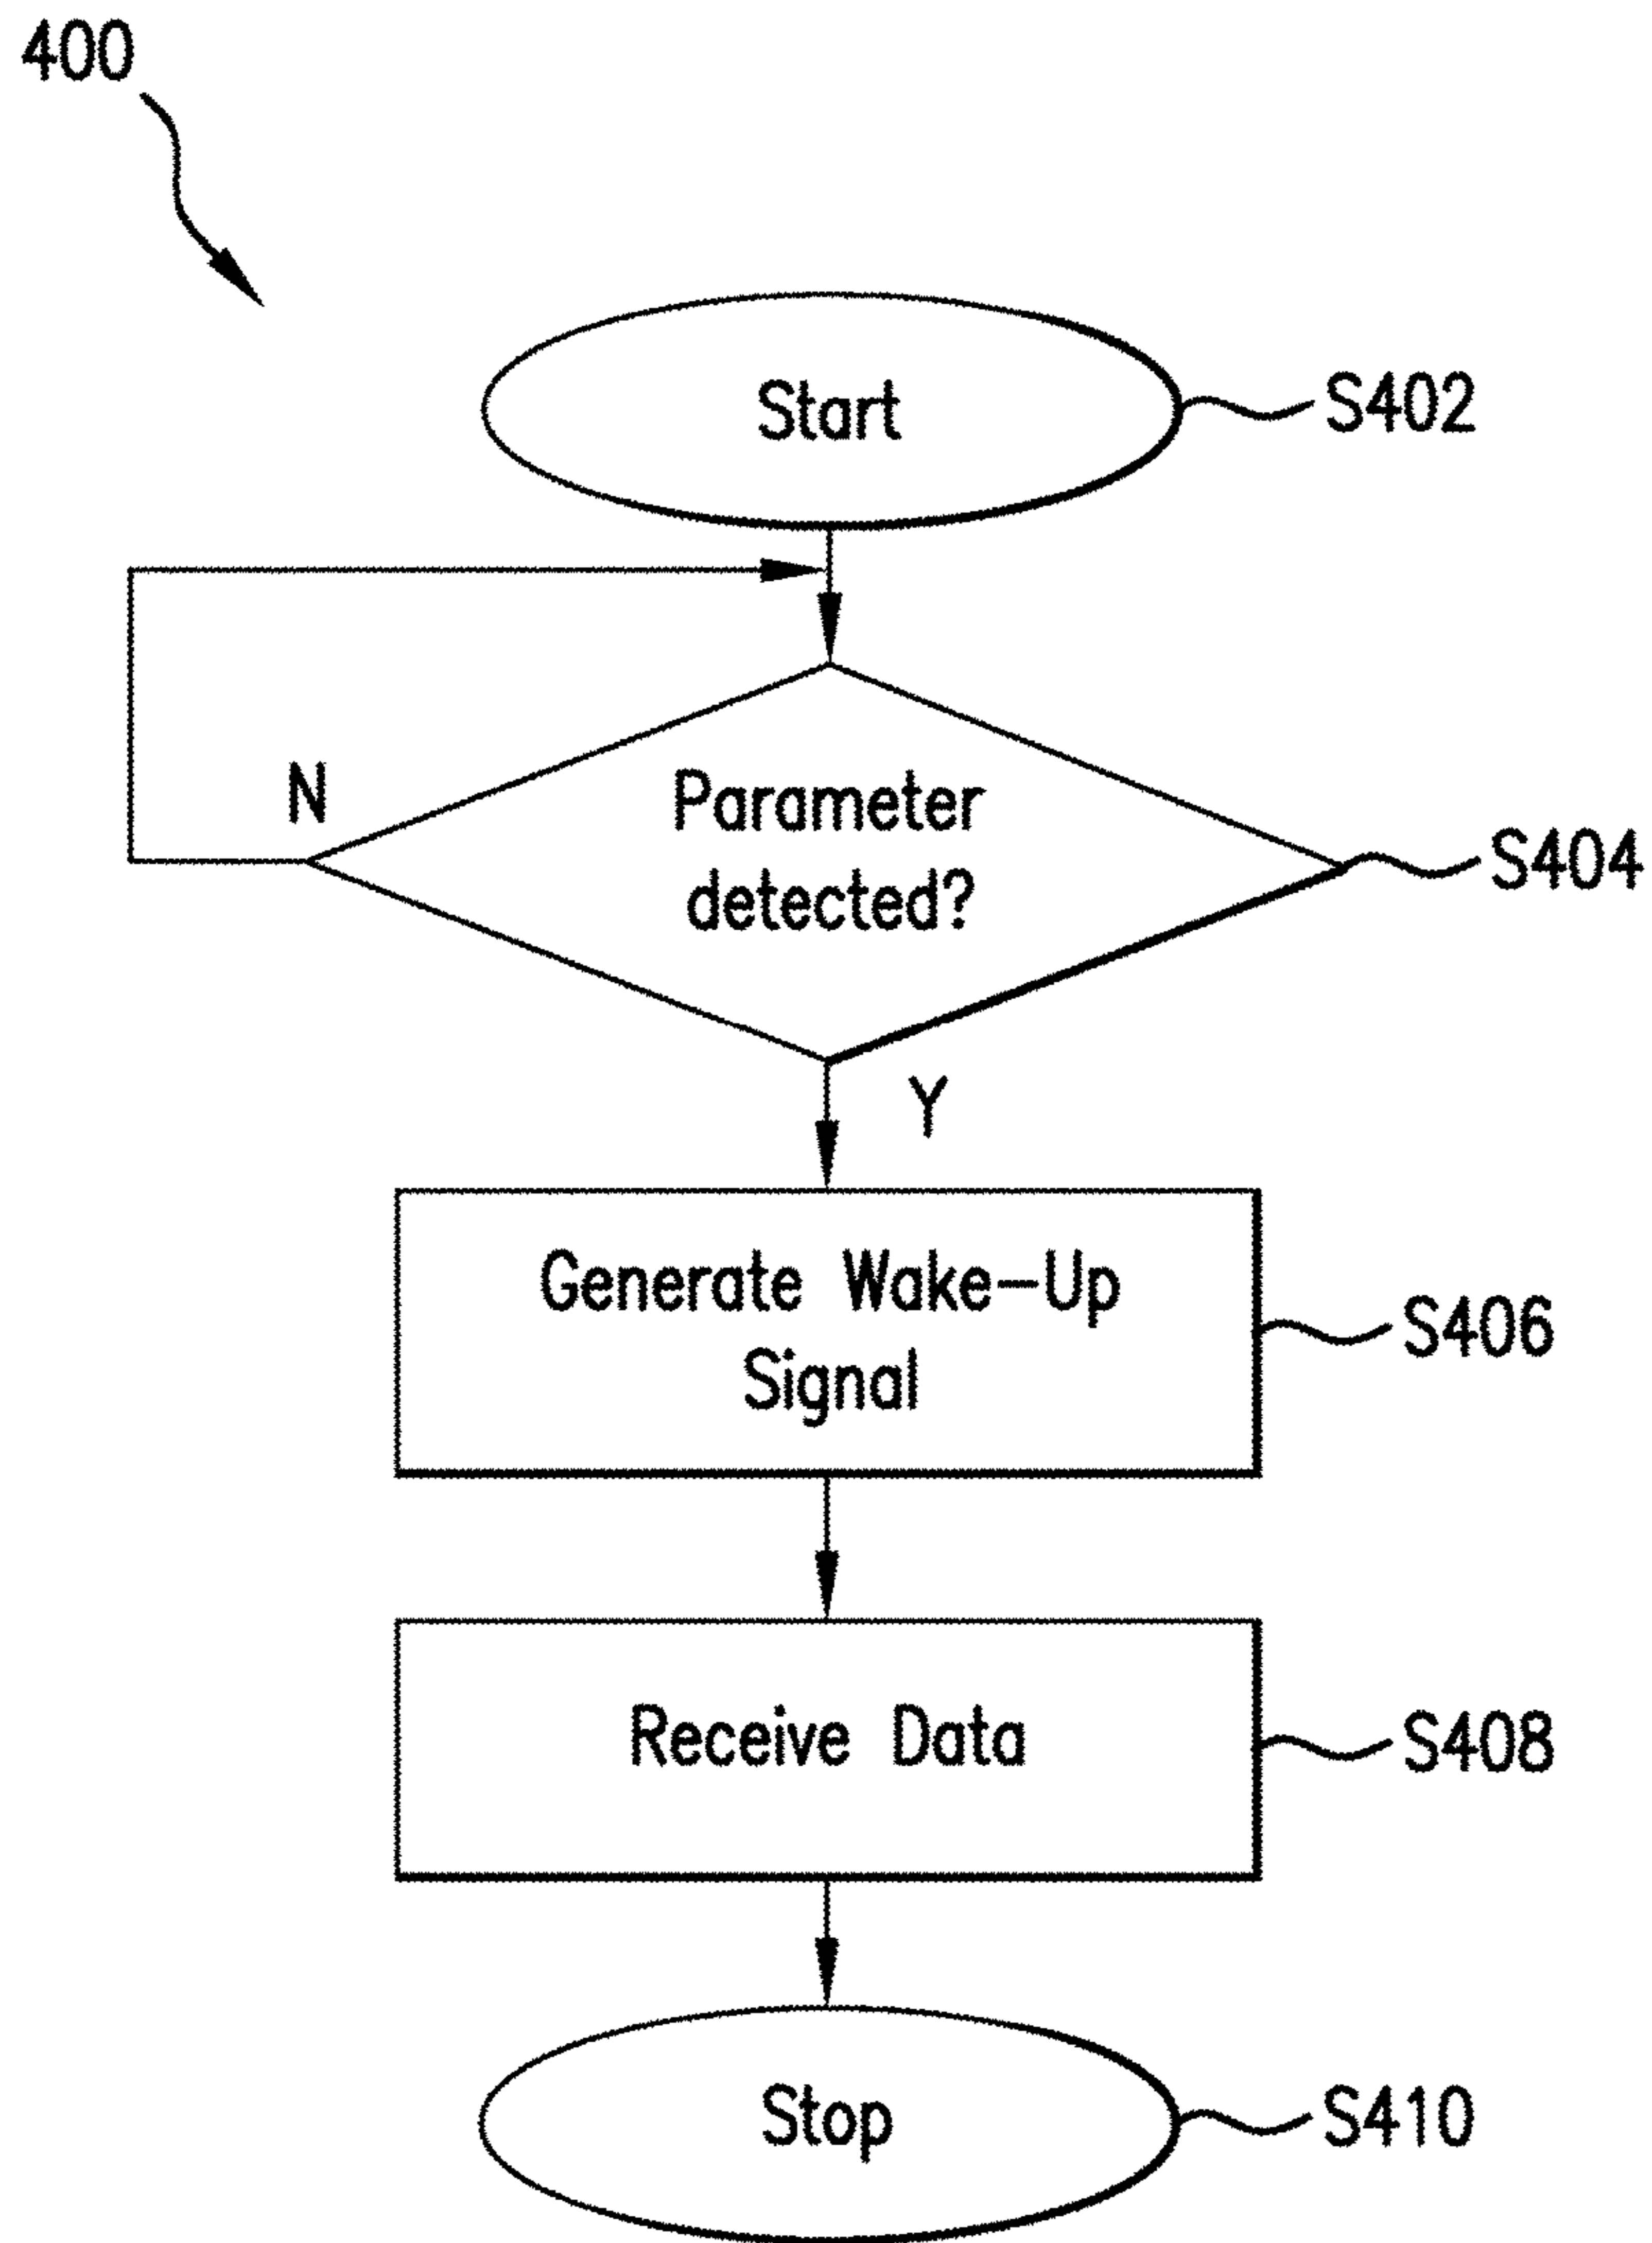 400
Start
S402
N
Parameter
detected?
S404
Y
Generate Wake-Up
Signal
S406
Receive Data
S408
Stop
S410